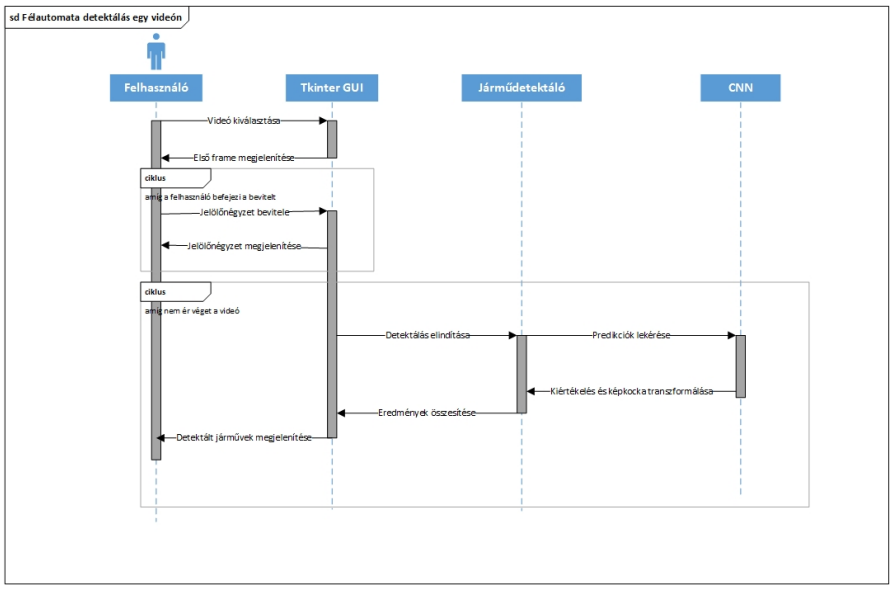 sd Félautomata detektálás egy videón
Felhasználó
Tkinter GUI
Járműdetektáló
CNN
Videó kiválasztása
Első frame megjelenítése
ciklus
amíg a felhasználó befejezi a bevitelt
Jelölőnégyzet bevitele
Jelölőnégyzet megjelenítése
ciklus
amíg nem ér véget a videó
Detektálás elindítása
Predikciók lekérése
Kiértékelés és képkocka transzformálása
Eredmények összesítése
Detektált járművek megjelenítése